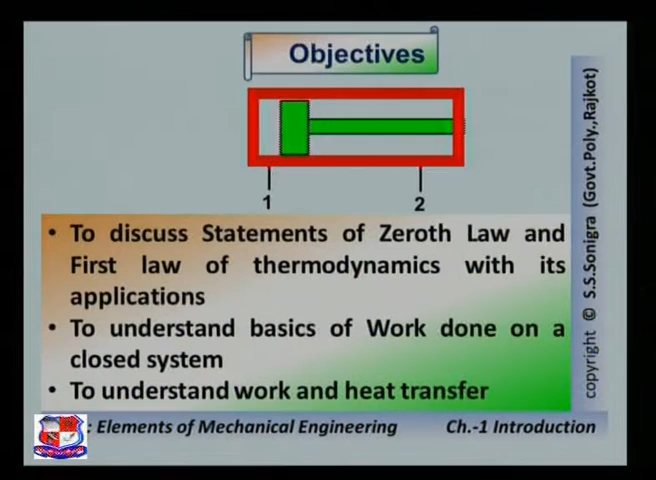 Objectives
1
2
• To discuss Statements of Zeroth Law and
First law of thermodynamics with its
applications
• To understand basics of Work done on a
closed system
• To understand work and heat transfer
: Elements of Mechanical Engineering
Ch.-1 Introduction
copyright © S.S.Sonigra (Govt.Poly.,Rajkot)